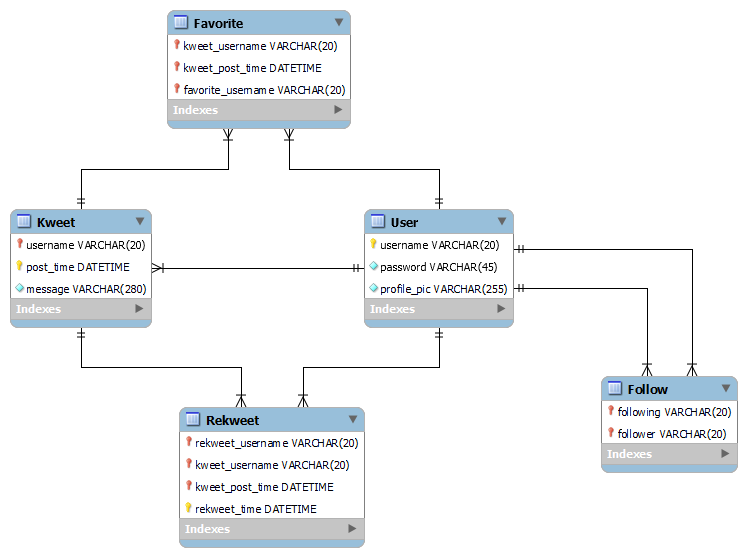 Favorite
kweet_username VARCHAR(20)
kweet_post_time DATETIME
favorite_username VARCHAR(20)
Indexes
Kweet
username VARCHAR(20)
post_time DATETIME
message VARCHAR(280)
Indexes
User
username VARCHAR(20)
password VARCHAR(45)
profile_pic VARCHAR(255)
Indexes
Rekweet
rekweet_username VARCHAR(20)
kweet_username VARCHAR(20)
kweet_post_time DATETIME
rekweet_time DATETIME
Indexes
Follow
following VARCHAR(20)
follower VARCHAR(20)
Indexes